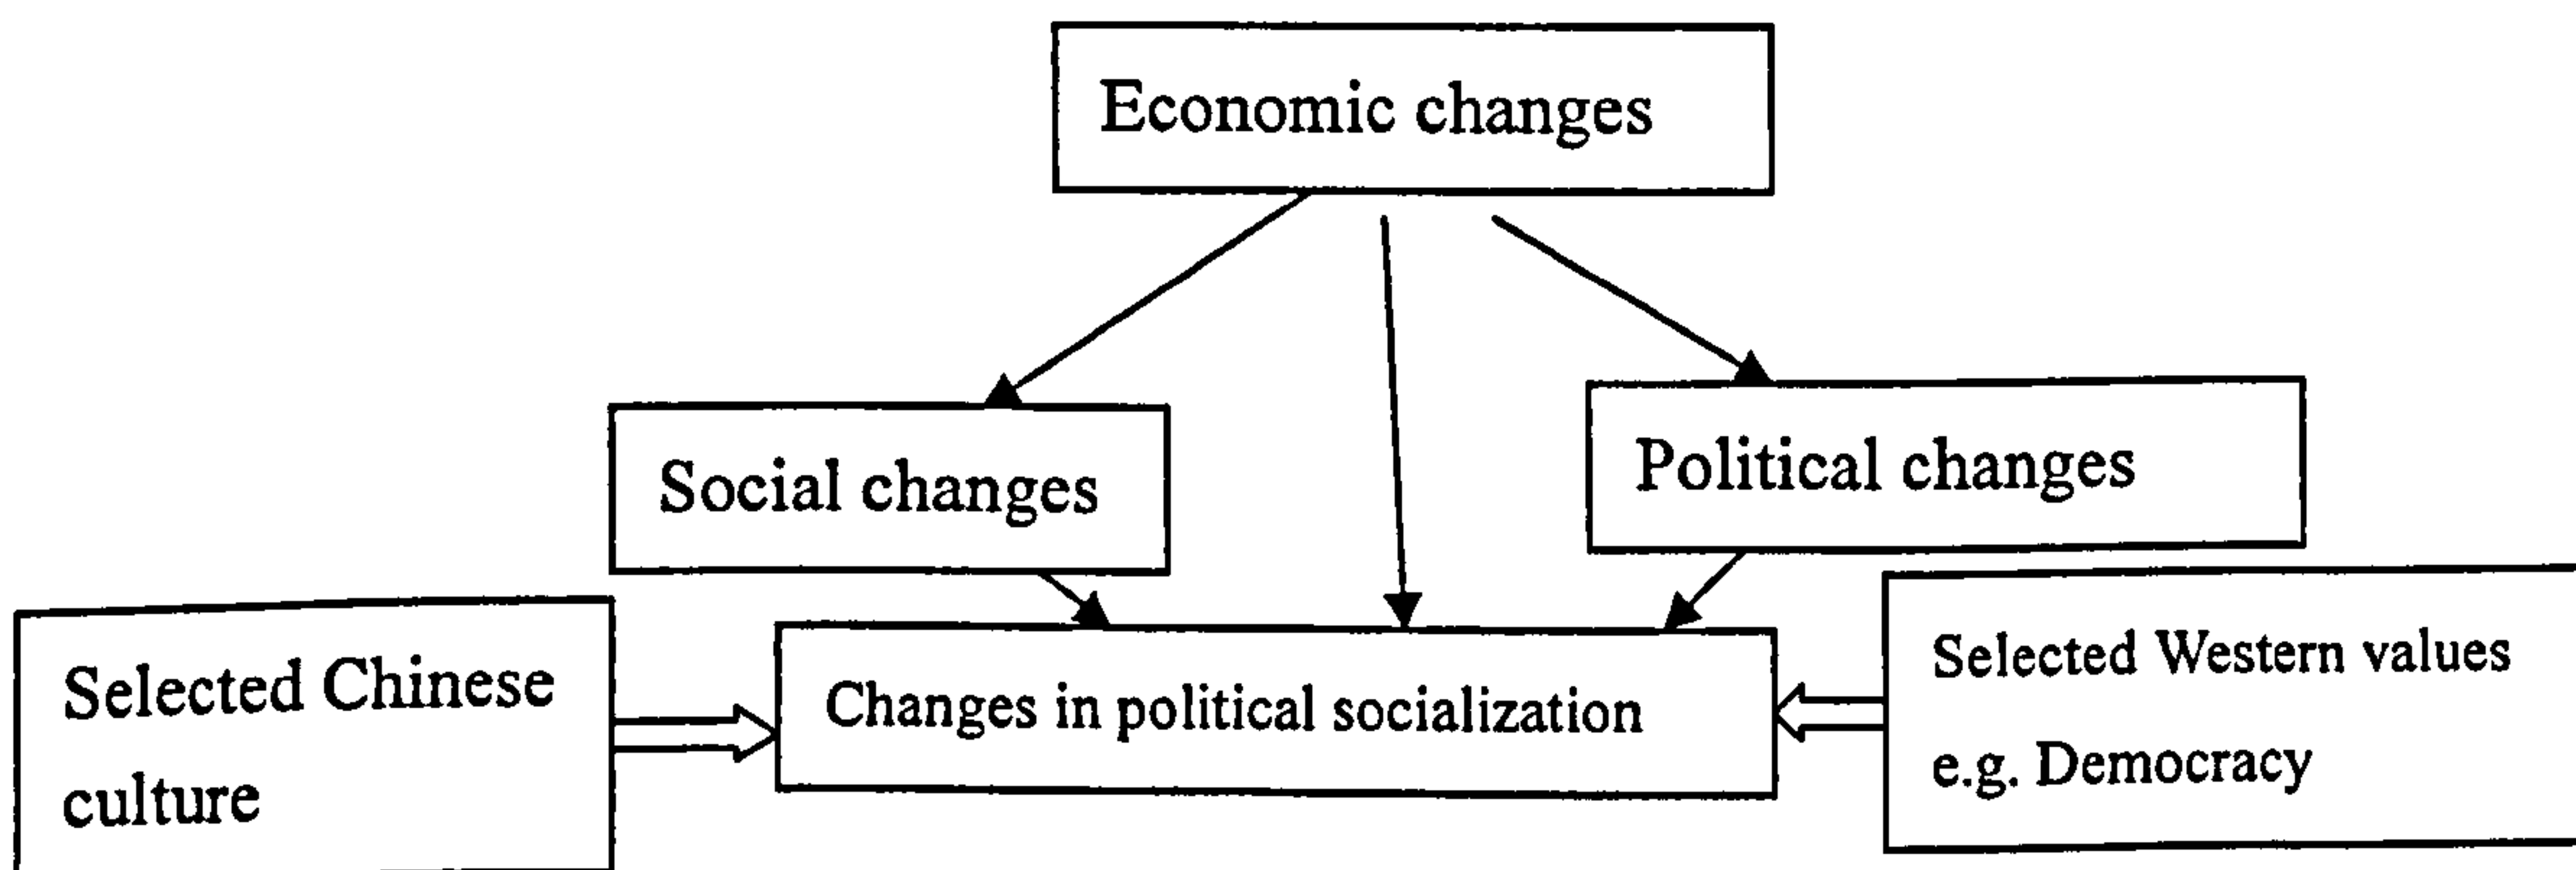 Economic changes
Social changes
Political changes
Selected Chinese
culture
Changes in political socialization
Selected Western values
e.g. Democracy